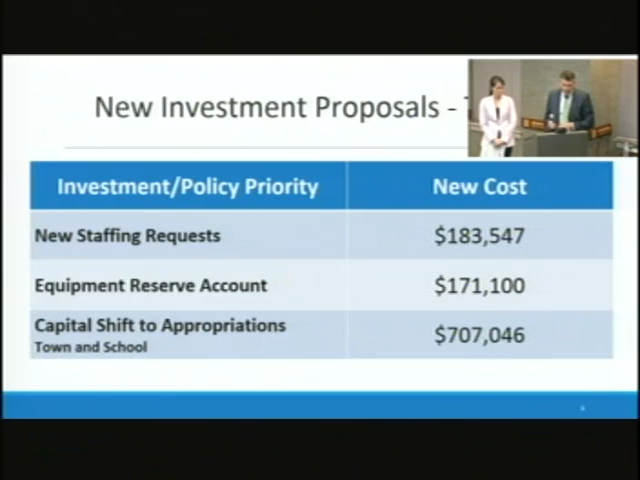 New Investment Proposals -
Investment/Policy Priority New Cost
New Staffing Requests $183,547
Equipment Reserve Account $171,100
Capital Shift to Appropriations $707,046
Town and School